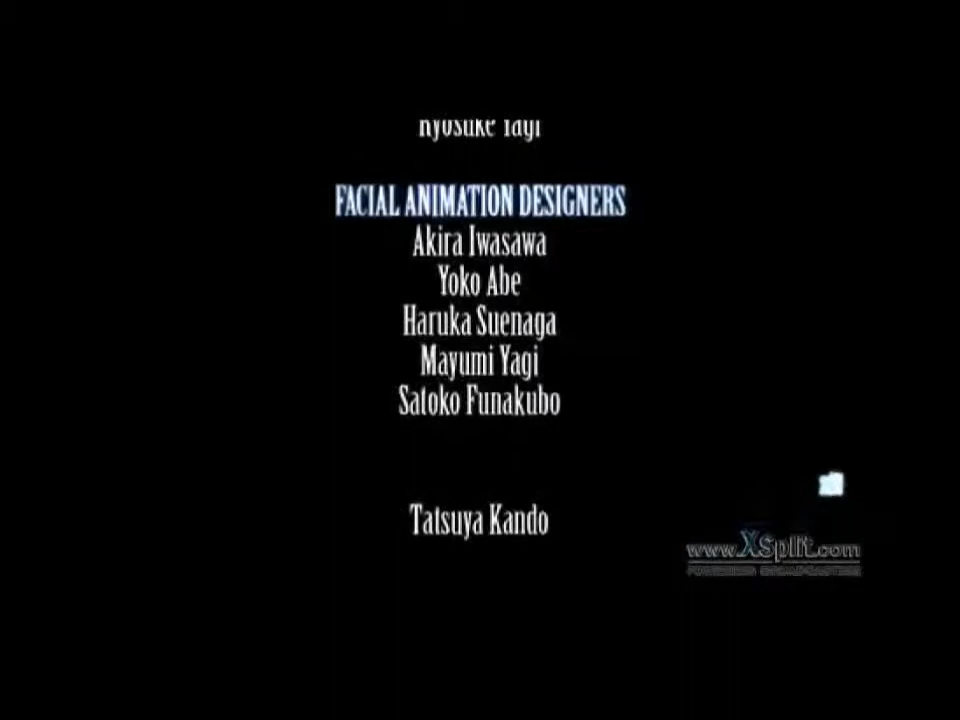 Ryosuke Yagi
FACIAL ANIMATION DESIGNERS
Akira Iwasawa
Yoko Abe
Haruka Suenaga
Mayumi Yagi
Satoko Funakubo
Tatsuya Kando
www.XSplit.com